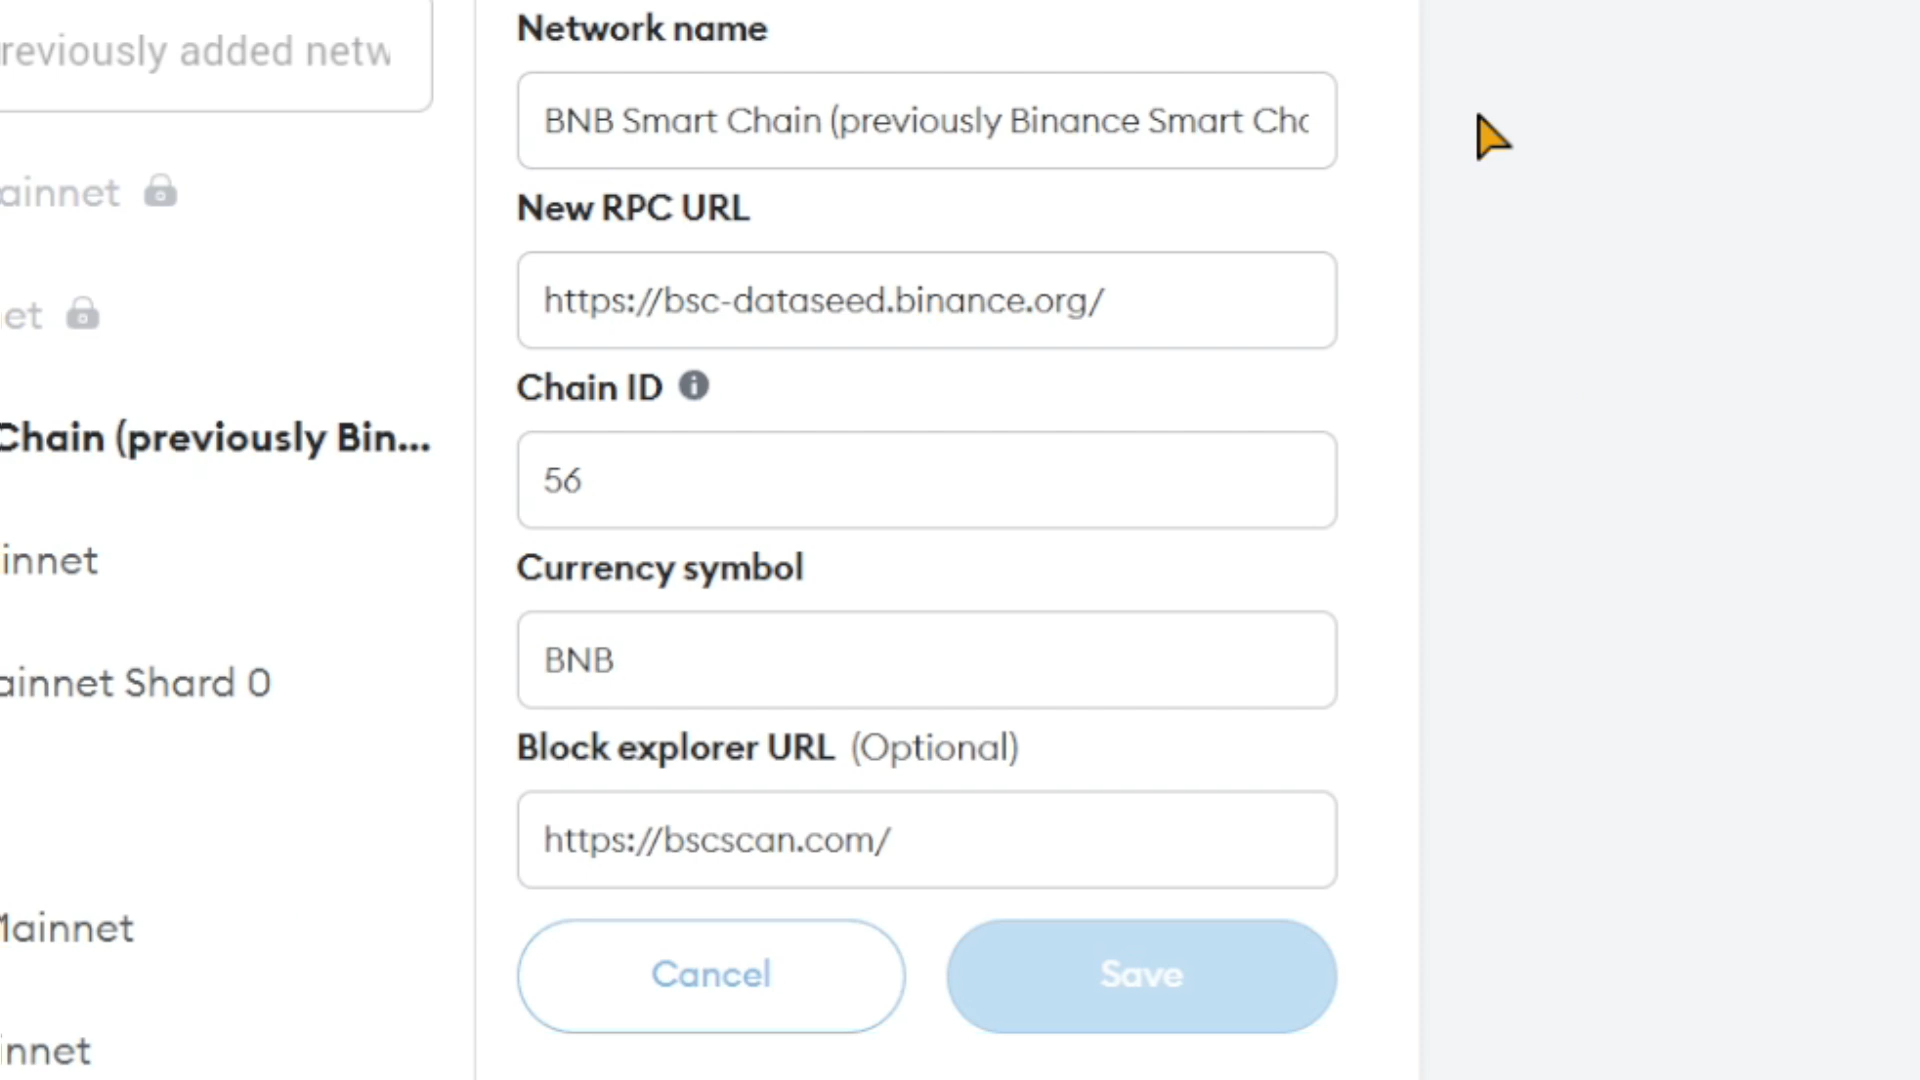 reviously added netw
ainnet
et
Chain (previously Bin...
innet
ainnet Shard 0
Mainnet
innet
Network name
BNB Smart Chain (previously Binance Smart Cha
New RPC URL
https://bsc-dataseed.binance.org/
Chain ID
56
Currency symbol
BNB
Block explorer URL (Optional)
https://bscscan.com/
Cancel
Save